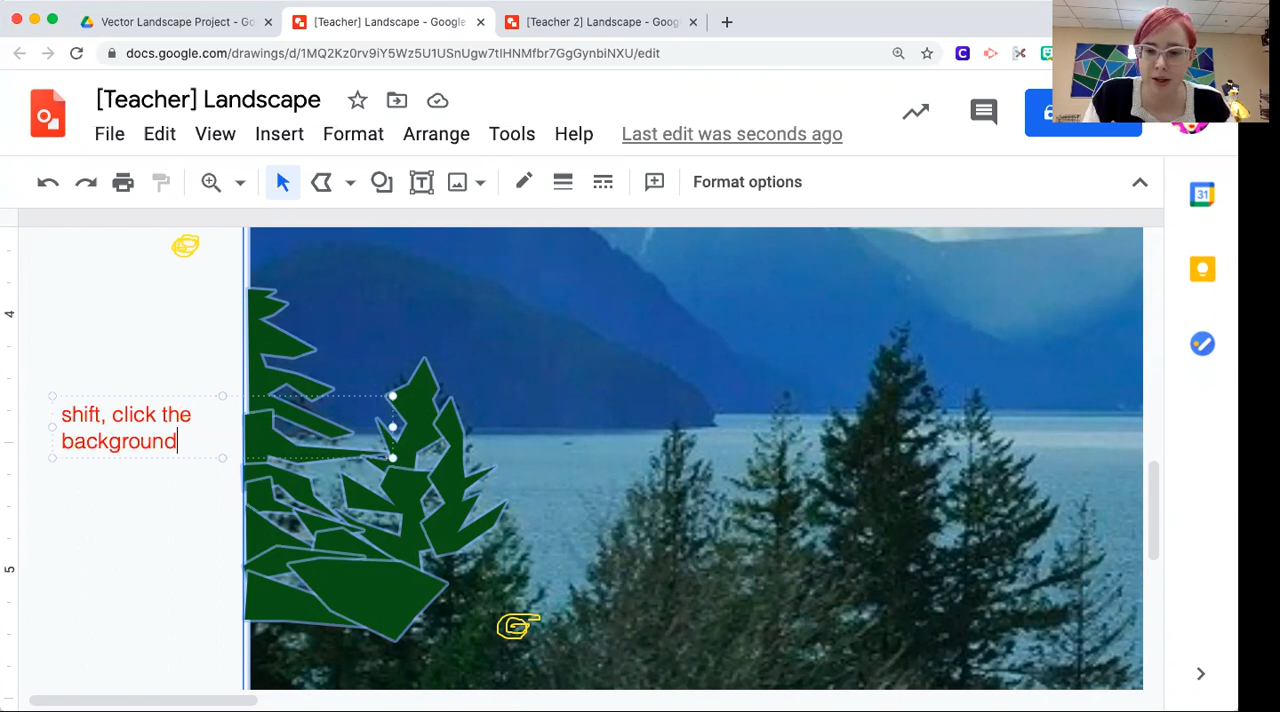 Vector Landscape Project - Go
[Teacher] Landscape - Google
[Teacher 2] Landscape - Goog
docs.google.com/drawings/d/1MQ2Kz0rv9iY5Wz5U1USnUgw7tIHNMfbr7GgGynbiNXU/edit
[Teacher] Landscape
File Edit View Insert Format Arrange Tools Help Last edit was seconds ago
Format options
31
4
shift, click the
background
5